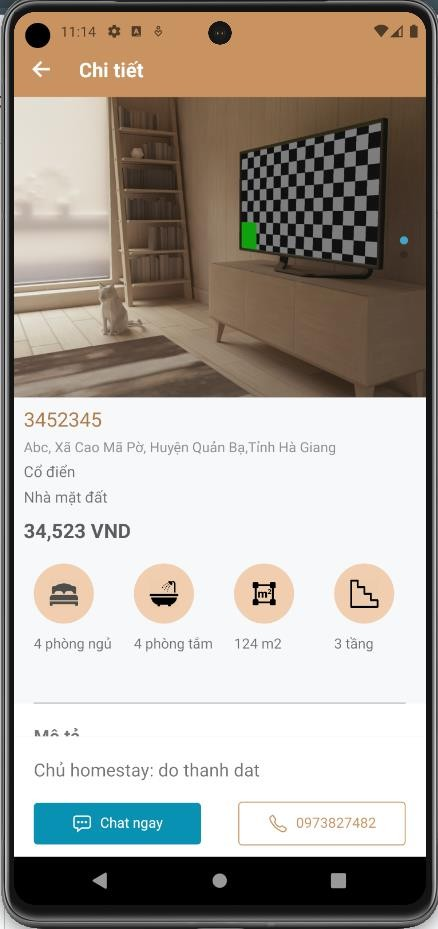 11:14
Chi tiết
3452345
Abc, Xã Cao Mã Pờ, Huyện Quản Bạ,Tỉnh Hà Giang
Cổ điển
Nhà mặt đất
34,523 VND
m²
4 phòng ngủ
4 phòng tắm
124 m2
3 tầng
Mô tả
Chủ homestay: do thanh dat
Chat ngay
0973827482